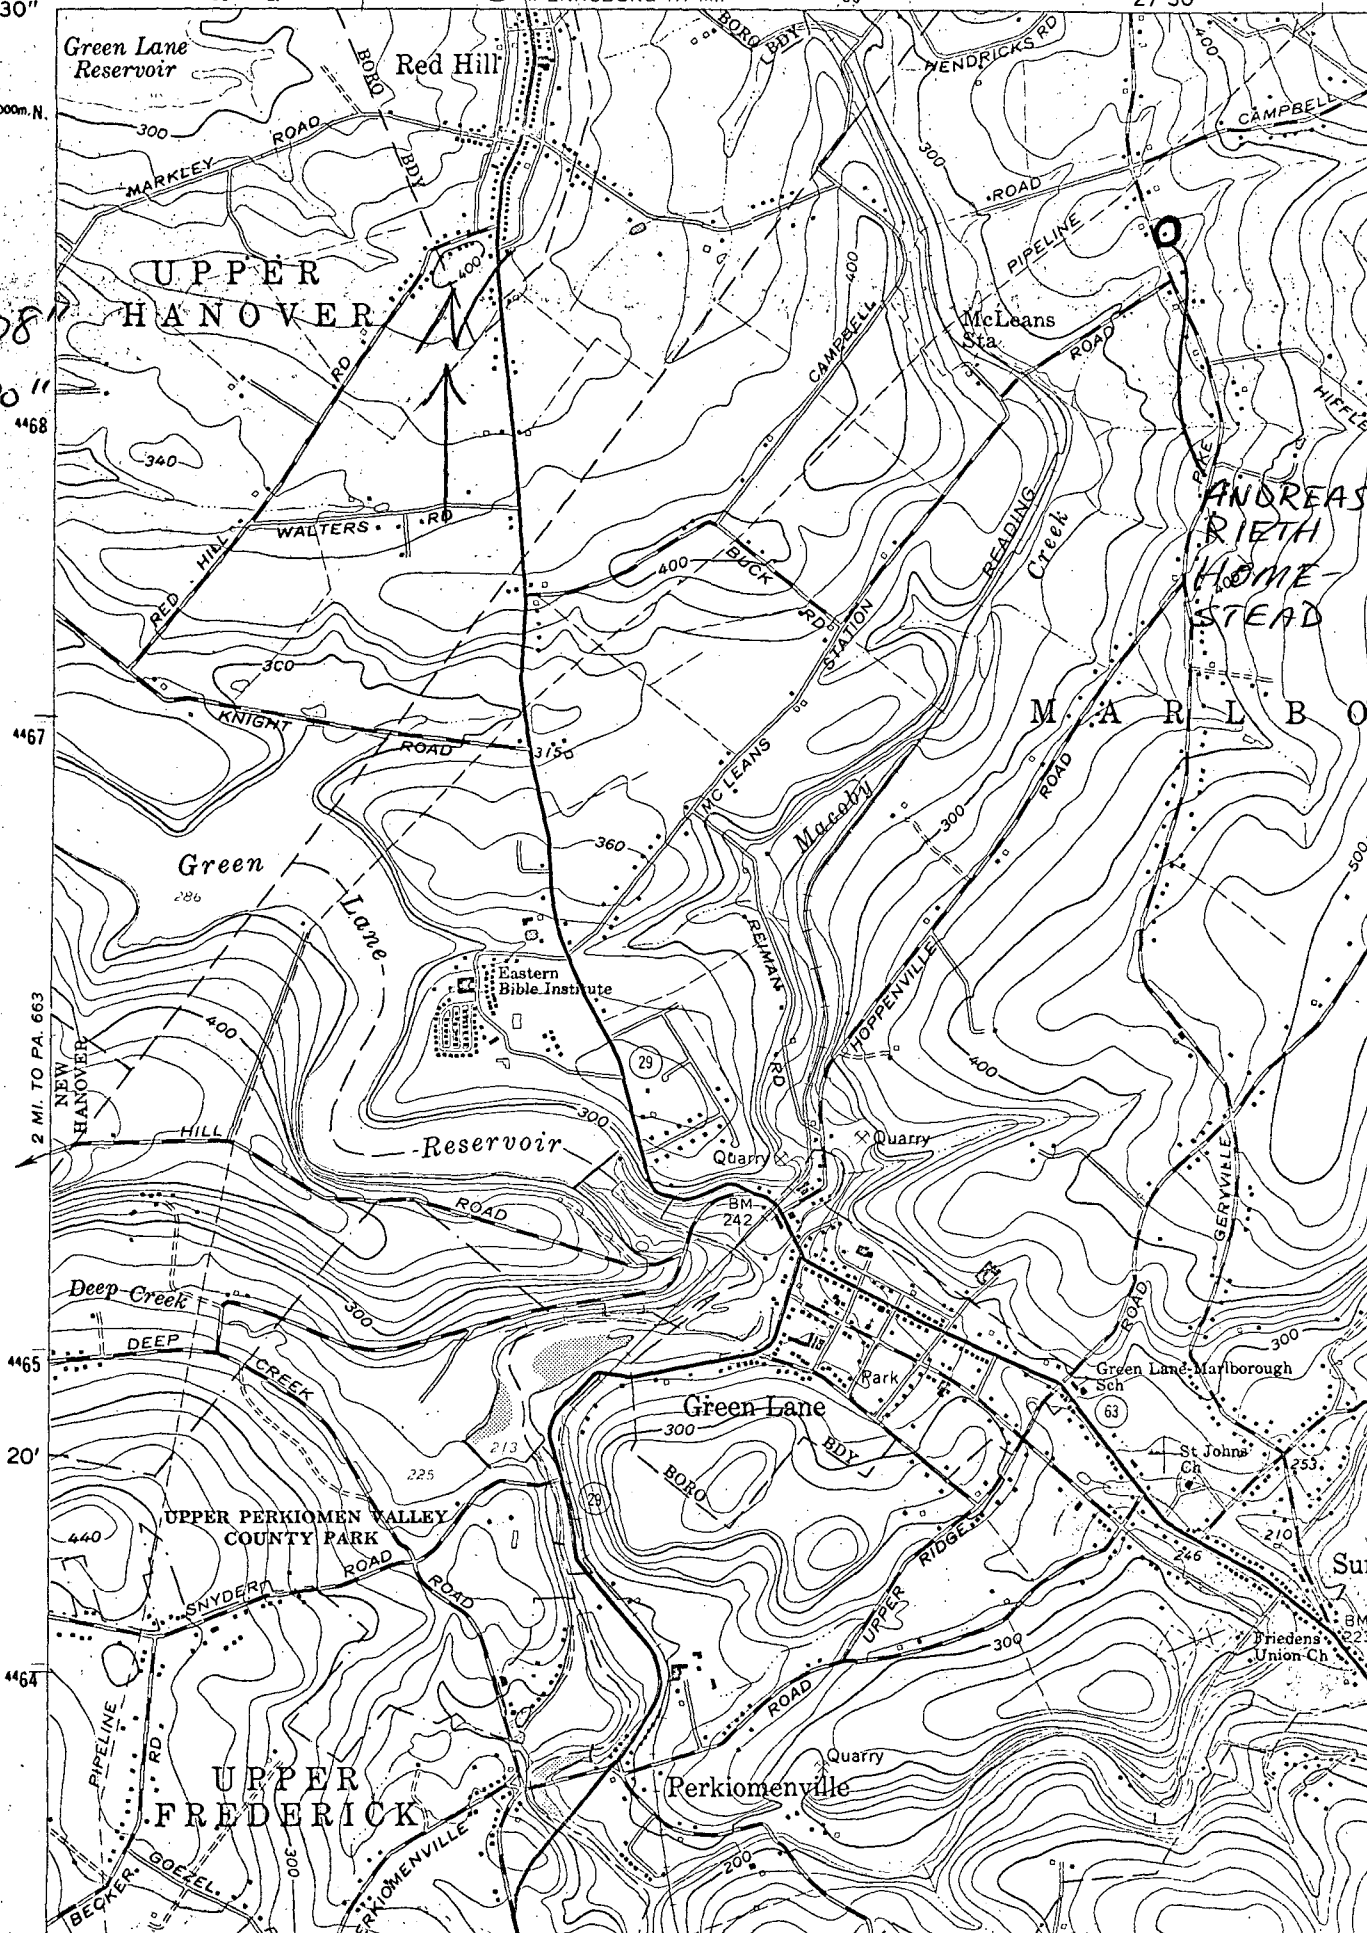 30"
27'30"
Green Lane
Reservoir
BORO
BDY
Red Hill
BORO
BDY
HENDRICKS RD
400
000m. N.
300
MARKLEY ROAD
CAMPBELL
300
ROAD
PIPELINE
UPPER
HANOVER
400
400
08"
McLeans
Sta
ROAD
CAMPBELL
RD
0"
4468
340
PIKE
ANDREAS
RIETH
HOME-
STEAD
400
WALTERS RD
N
READING
Creek
RED HILL
400
BUCK RD
STATION
300
MARLBO
KNIGHT ROAD
315
4467
MC LEANS
ROAD
Macoby
300
360
Green
286
Lane
500
REIMAN RD
Eastern
Bible Institute
HOPPENVILLE
400
29
400
2 MI. TO PA. 663
NEW
HANOVER
300
HILL
Reservoir
Quarry
Quarry
ROAD
BM
242
GERYVILLE
Deep Creek
300
ROAD
300
DEEP
CREEK
4465
Park
Green Lane-Marlborough
Sch
Green Lane
63
300
BDY
20'
213
225
BORO
St Johns
Ch
253
29
UPPER PERKIOMEN VALLEY
COUNTY PARK
440
210
246
RIDGE
SNYDER ROAD
ROAD
UPPER
BM
Friedens
Union Ch
300
4464
ROAD
PIPELINE
RD
Quarry
UPPER
FREDERICK
Perkiomenville
200
GOEZEL
BECKER
300
PERKIOMENVILLE